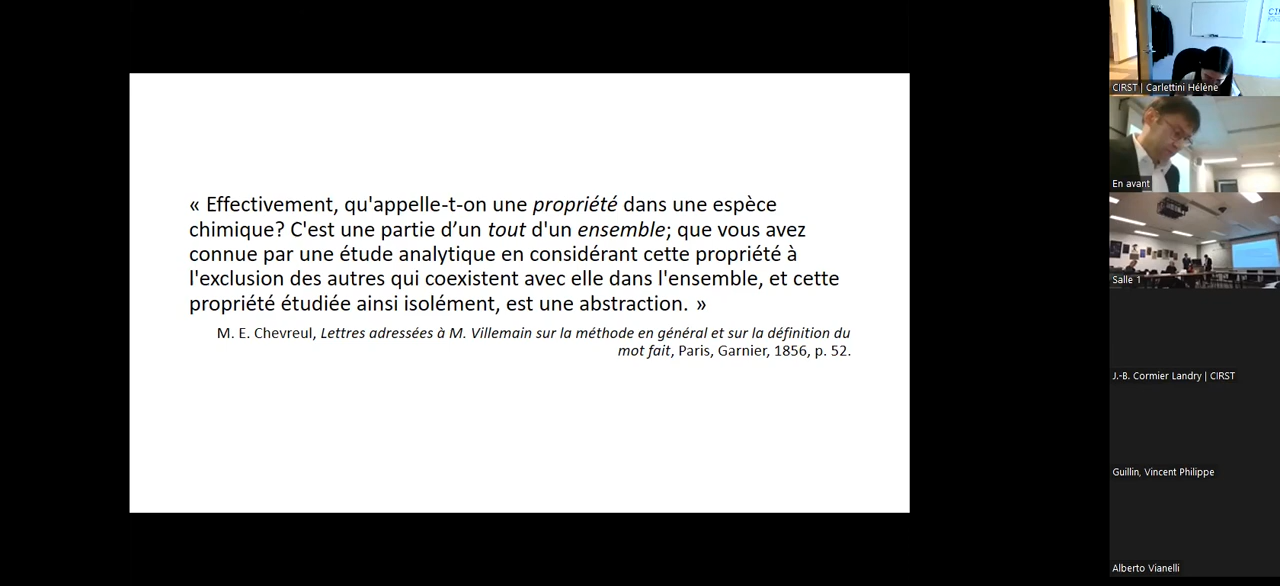 « Effectivement, qu'appelle-t-on une propriété dans une espèce
chimique? C'est une partie d’un tout d'un ensemble; que vous avez
connue par une étude analytique en considérant cette propriété à
l'exclusion des autres qui coexistent avec elle dans l'ensemble, et cette
propriété étudiée ainsi isolément, est une abstraction. »
M. E. Chevreul, Lettres adressées à M. Villemain sur la méthode en général et sur la définition du
mot fait, Paris, Garnier, 1856, p. 52.
CIRST | Carlettini Hélène
En avant
Salle 1
J.-B. Cormier Landry | CIRST
Guillin, Vincent Philippe
Alberto Vianelli